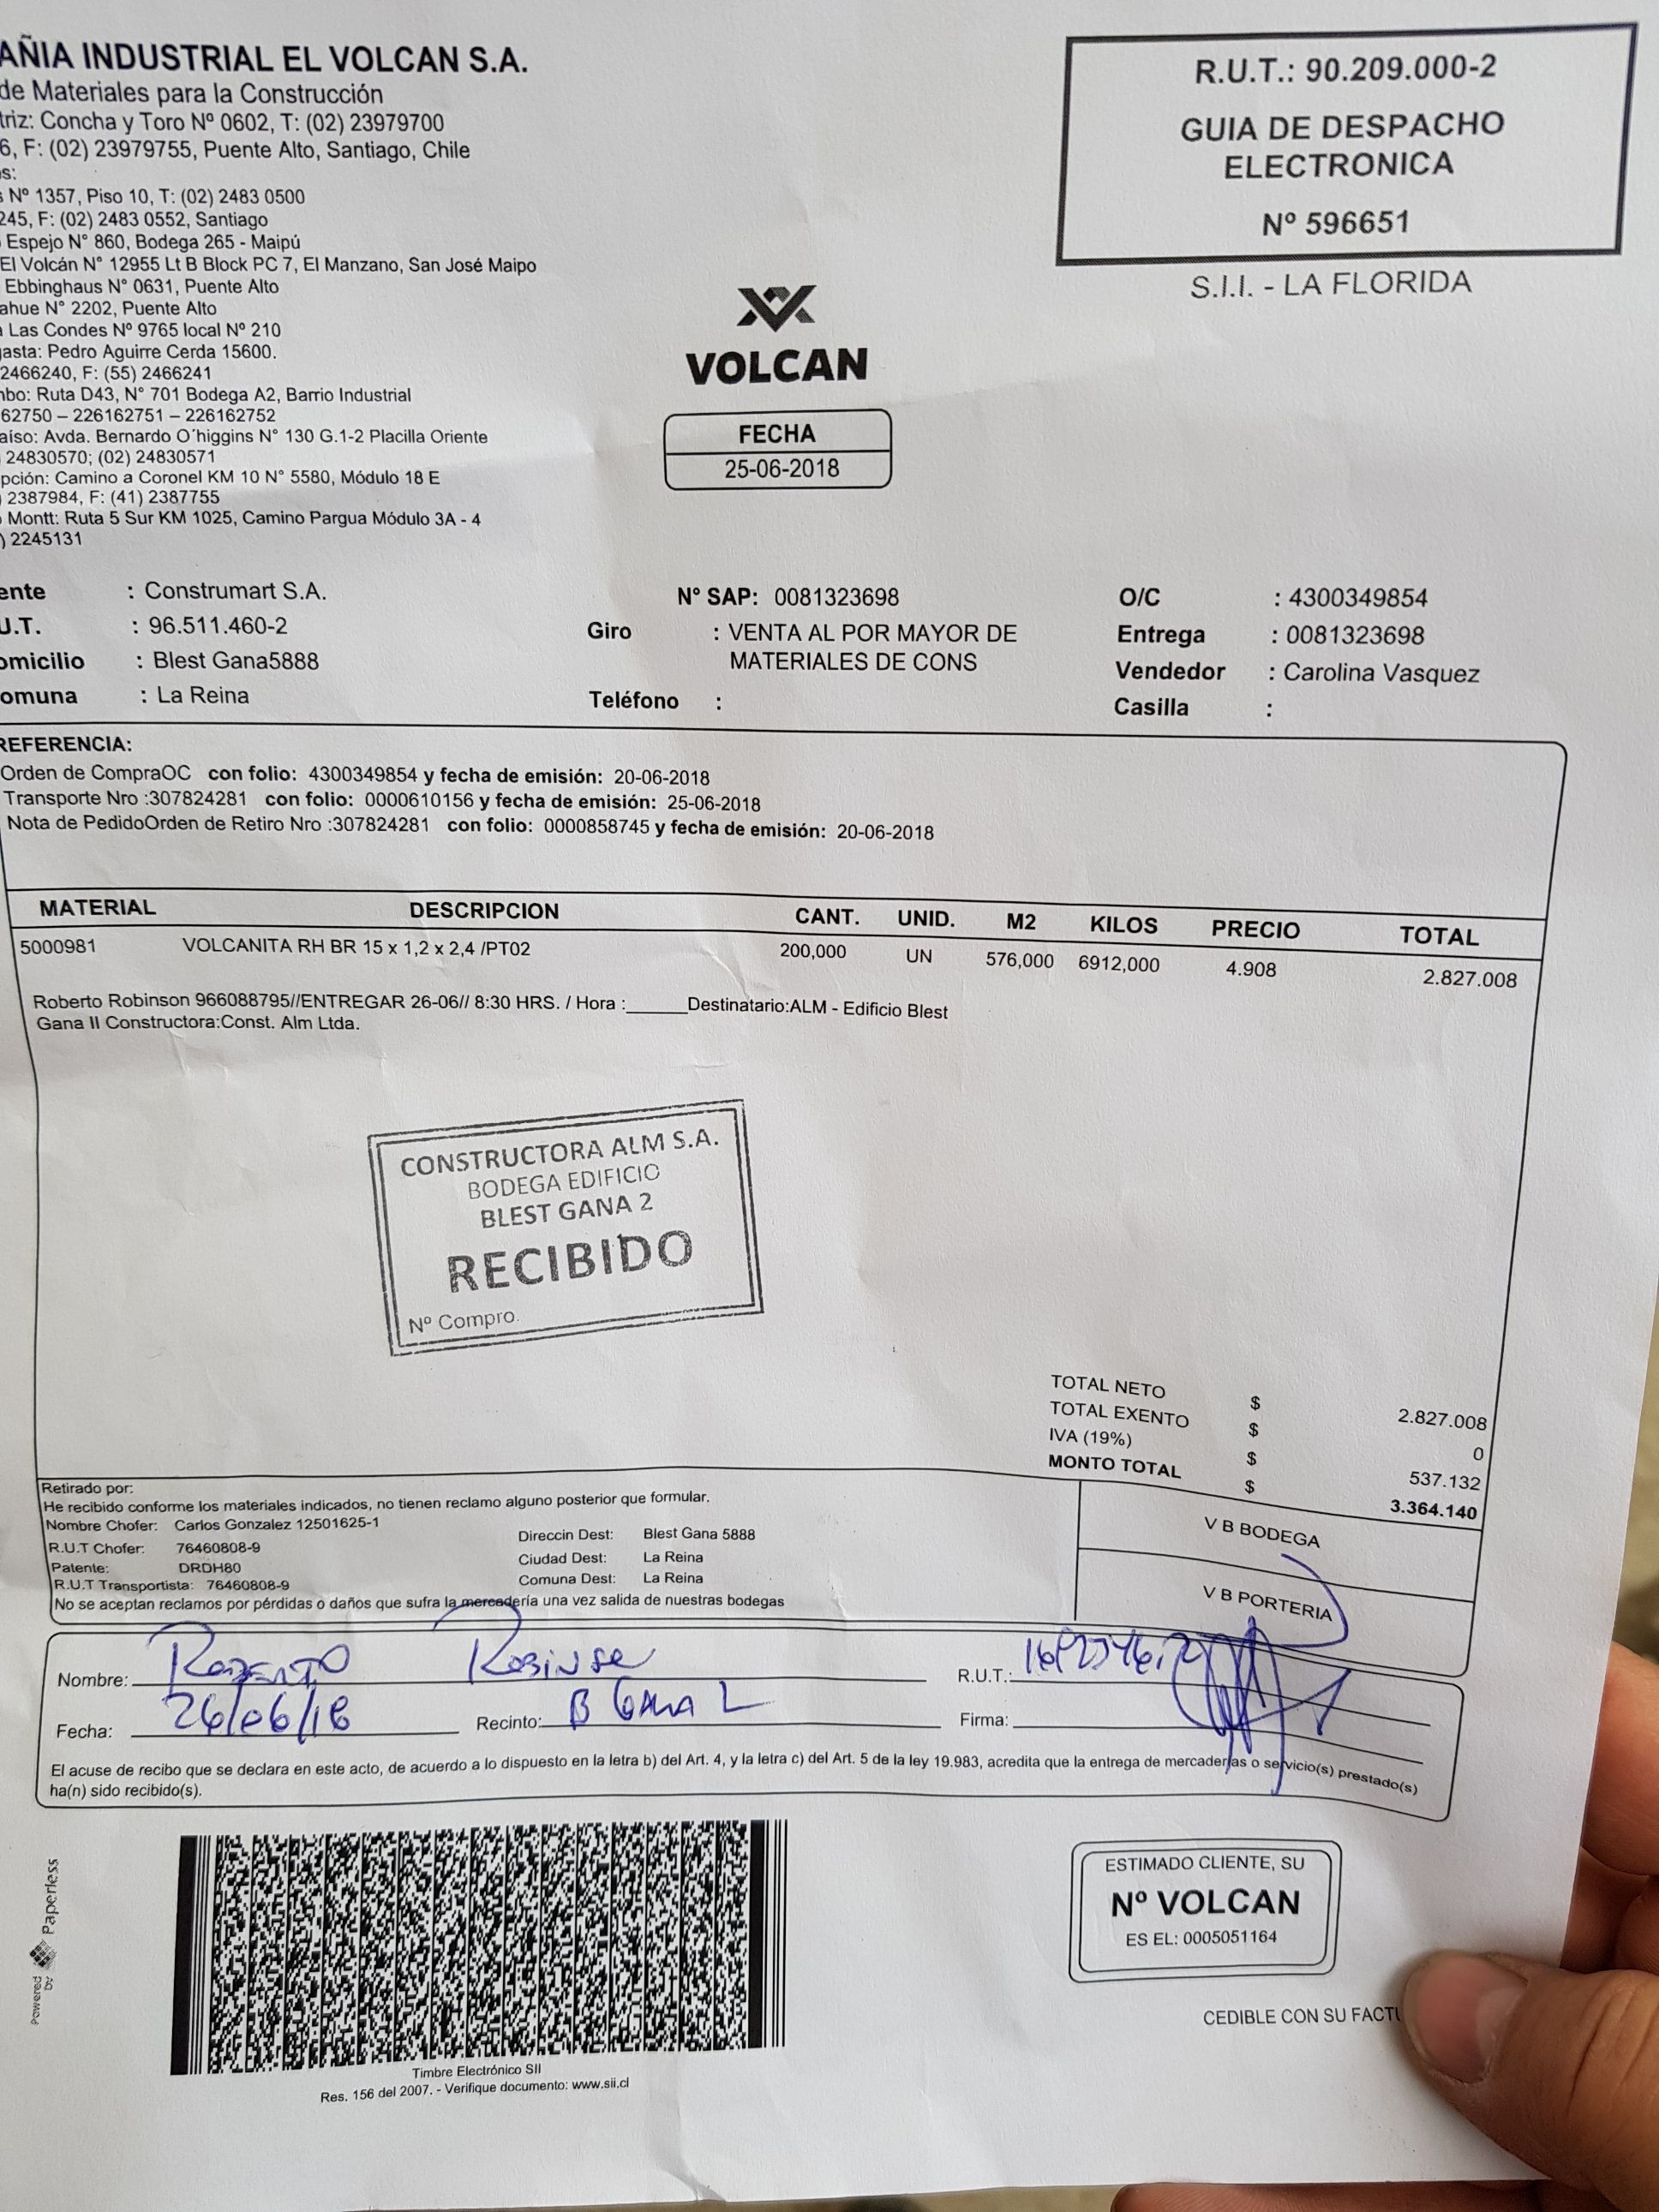 AÑIA INDUSTRIAL EL VOLCAN S.A.
de Materiales para la Construcción
triz: Concha y Toro Nº 0602, T: (02) 23979700
6, F: (02) 23979755, Puente Alto, Santiago, Chile
s:
s Nº 1357, Piso 10, T: (02) 2483 0500
245, F: (02) 2483 0552, Santiago
Espejo N° 860, Bodega 265 - Maipú
El Volcán N° 12955 Lt B Block PC 7, El Manzano, San José Maipo
Ebbinghaus N° 0631, Puente Alto
ahue N° 2202, Puente Alto
a Las Condes Nº 9765 local Nº 210
gasta: Pedro Aguirre Cerda 15600.
2466240, F: (55) 2466241
mbo: Ruta D43, N° 701 Bodega A2, Barrio Industrial
62750 – 226162751 – 226162752
aíso: Avda. Bernardo O´higgins N° 130 G.1-2 Placilla Oriente
) 24830570; (02) 24830571
pción: Camino a Coronel KM 10 N° 5580, Módulo 18 E
) 2387984, F: (41) 2387755
Montt: Ruta 5 Sur KM 1025, Camino Pargua Módulo 3A - 4
) 2245131
R.U.T.: 90.209.000-2
GUIA DE DESPACHO
ELECTRONICA
Nº 596651
S.I.I. - LA FLORIDA
VOLCAN
FECHA
25-06-2018
ente : Construmart S.A.
U.T. : 96.511.460-2
omicilio : Blest Gana5888
omuna : La Reina
N° SAP: 0081323698
Giro : VENTA AL POR MAYOR DE
MATERIALES DE CONS
Teléfono :
O/C : 4300349854
Entrega : 0081323698
Vendedor : Carolina Vasquez
Casilla :
REFERENCIA:
Orden de CompraOC con folio: 4300349854 y fecha de emisión: 20-06-2018
Transporte Nro :307824281 con folio: 0000610156 y fecha de emisión: 25-06-2018
Nota de PedidoOrden de Retiro Nro :307824281 con folio: 0000858745 y fecha de emisión: 20-06-2018
MATERIAL DESCRIPCION CANT. UNID. M2 KILOS PRECIO TOTAL
5000981 VOLCANITA RH BR 15 x 1,2 x 2,4 /PT02 200,000 UN 576,000 6912,000 4.908 2.827.008
Roberto Robinson 966088795//ENTREGAR 26-06// 8:30 HRS. / Hora :______Destinatario:ALM - Edificio Blest
Gana II Constructora:Const. Alm Ltda.
CONSTRUCTORA ALM S.A.
BODEGA EDIFICIO
BLEST GANA 2
RECIBIDO
Nº Compro.
TOTAL NETO $ 2.827.008
TOTAL EXENTO $ 0
IVA (19%) $ 537.132
MONTO TOTAL $ 3.364.140
Retirado por:
He recibido conforme los materiales indicados, no tienen reclamo alguno posterior que formular.
Nombre Chofer: Carlos Gonzalez 12501625-1
R.U.T Chofer: 76460808-9
Patente: DRDH80
R.U.T Transportista: 76460808-9
Direccin Dest: Blest Gana 5888
Ciudad Dest: La Reina
Comuna Dest: La Reina
No se aceptan reclamos por pérdidas o daños que sufra la mercadería una vez salida de nuestras bodegas
V B BODEGA
V B PORTERIA
Nombre: R.U.T.:
Fecha: 26/06/18 Recinto: B Gana 2 Firma:
El acuse de recibo que se declara en este acto, de acuerdo a lo dispuesto en la letra b) del Art. 4, y la letra c) del Art. 5 de la ley 19.983, acredita que la entrega de mercaderías o servicio(s) prestado(s)
ha(n) sido recibido(s).
Powered by Paperless
Timbre Electrónico SII
Res. 156 del 2007. - Verifique documento: www.sii.cl
ESTIMADO CLIENTE, SU
Nº VOLCAN
ES EL: 0005051164
CEDIBLE CON SU FACTU